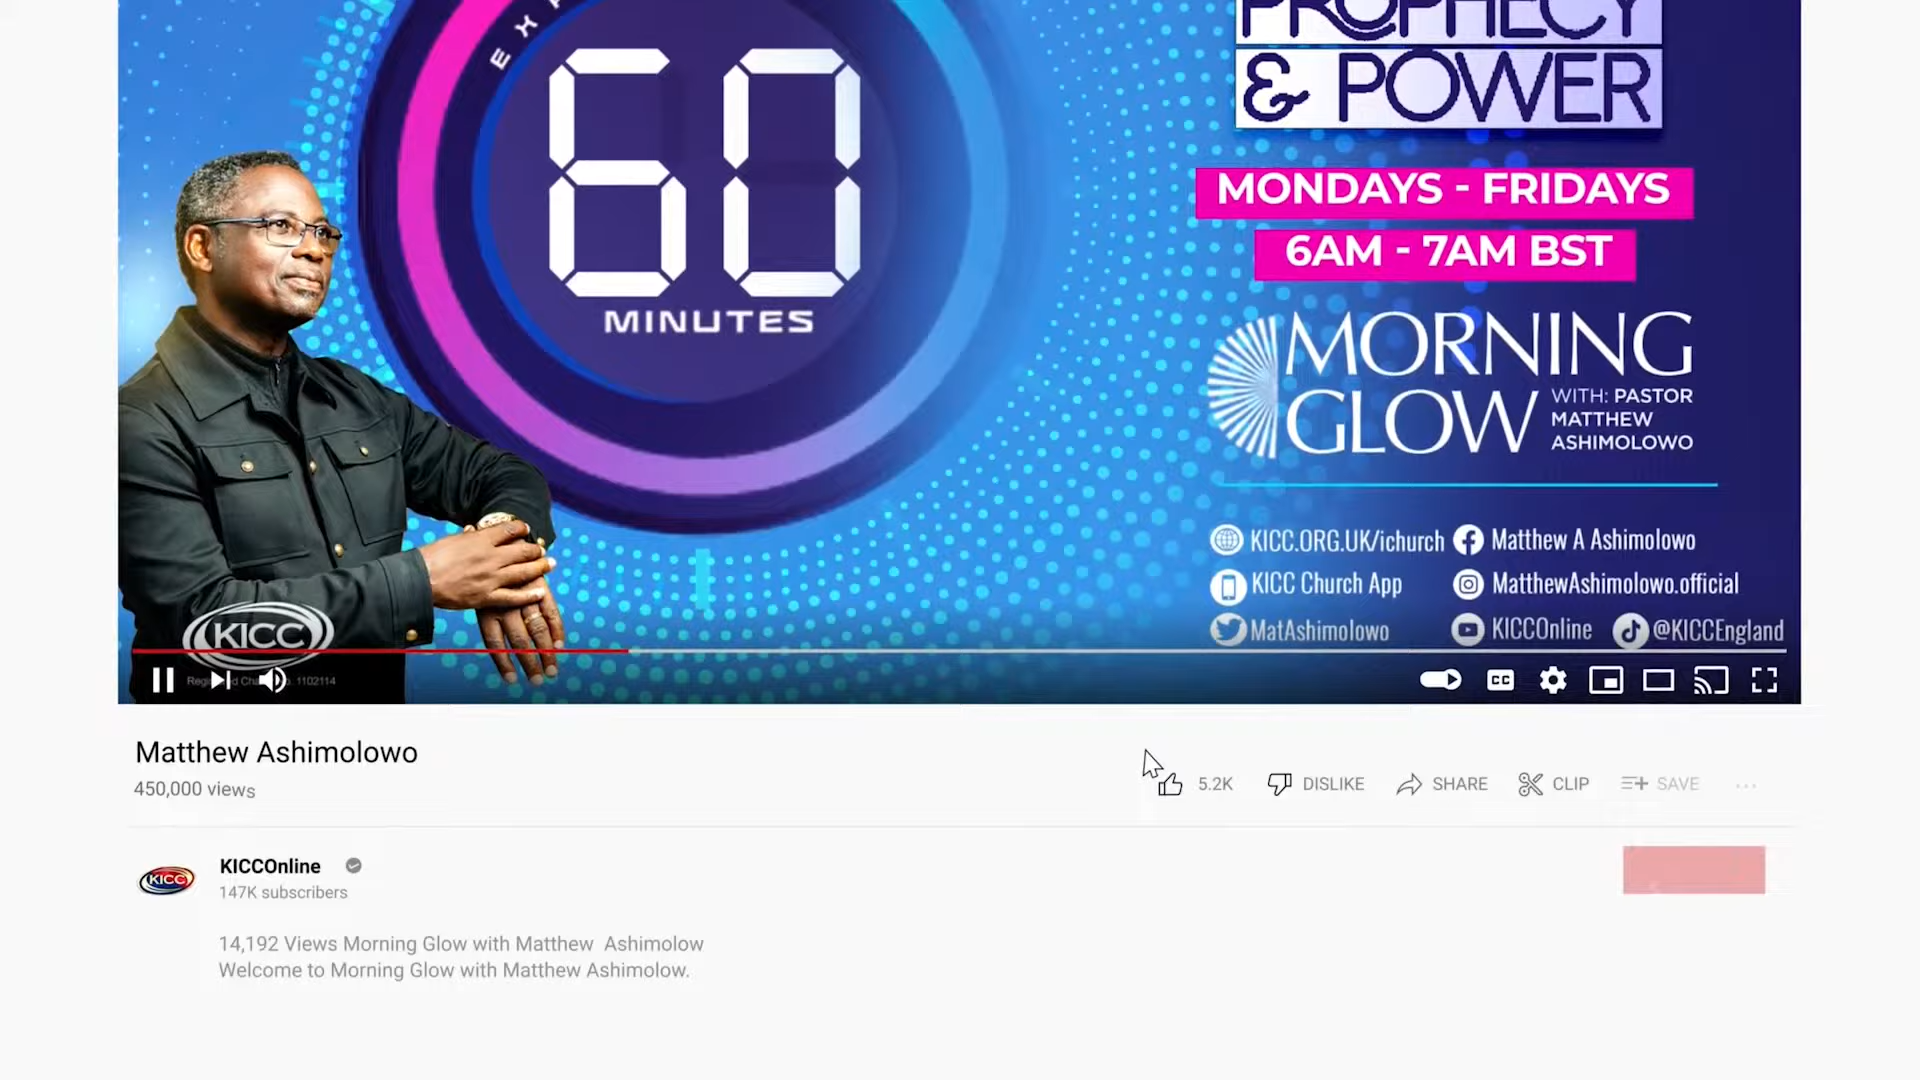 PROPHECY
& POWER
60
MINUTES
MONDAYS - FRIDAYS
6AM - 7AM BST
MORNING
GLOW
WITH: PASTOR
MATTHEW
ASHIMOLOWO
KICC.ORG.UK/ichurch
Matthew A Ashimolowo
KICC Church App
MatthewAshimolowo.official
MatAshimolowo
KICCOnline
@KICCEngland
KICC
1102114
CC
Matthew Ashimolowo
450,000 views
5.2K
DISLIKE
SHARE
CLIP
SAVE
KICC
KICCOnline
147K subscribers
14,192 Views Morning Glow with Matthew Ashimolow
Welcome to Morning Glow with Matthew Ashimolow.